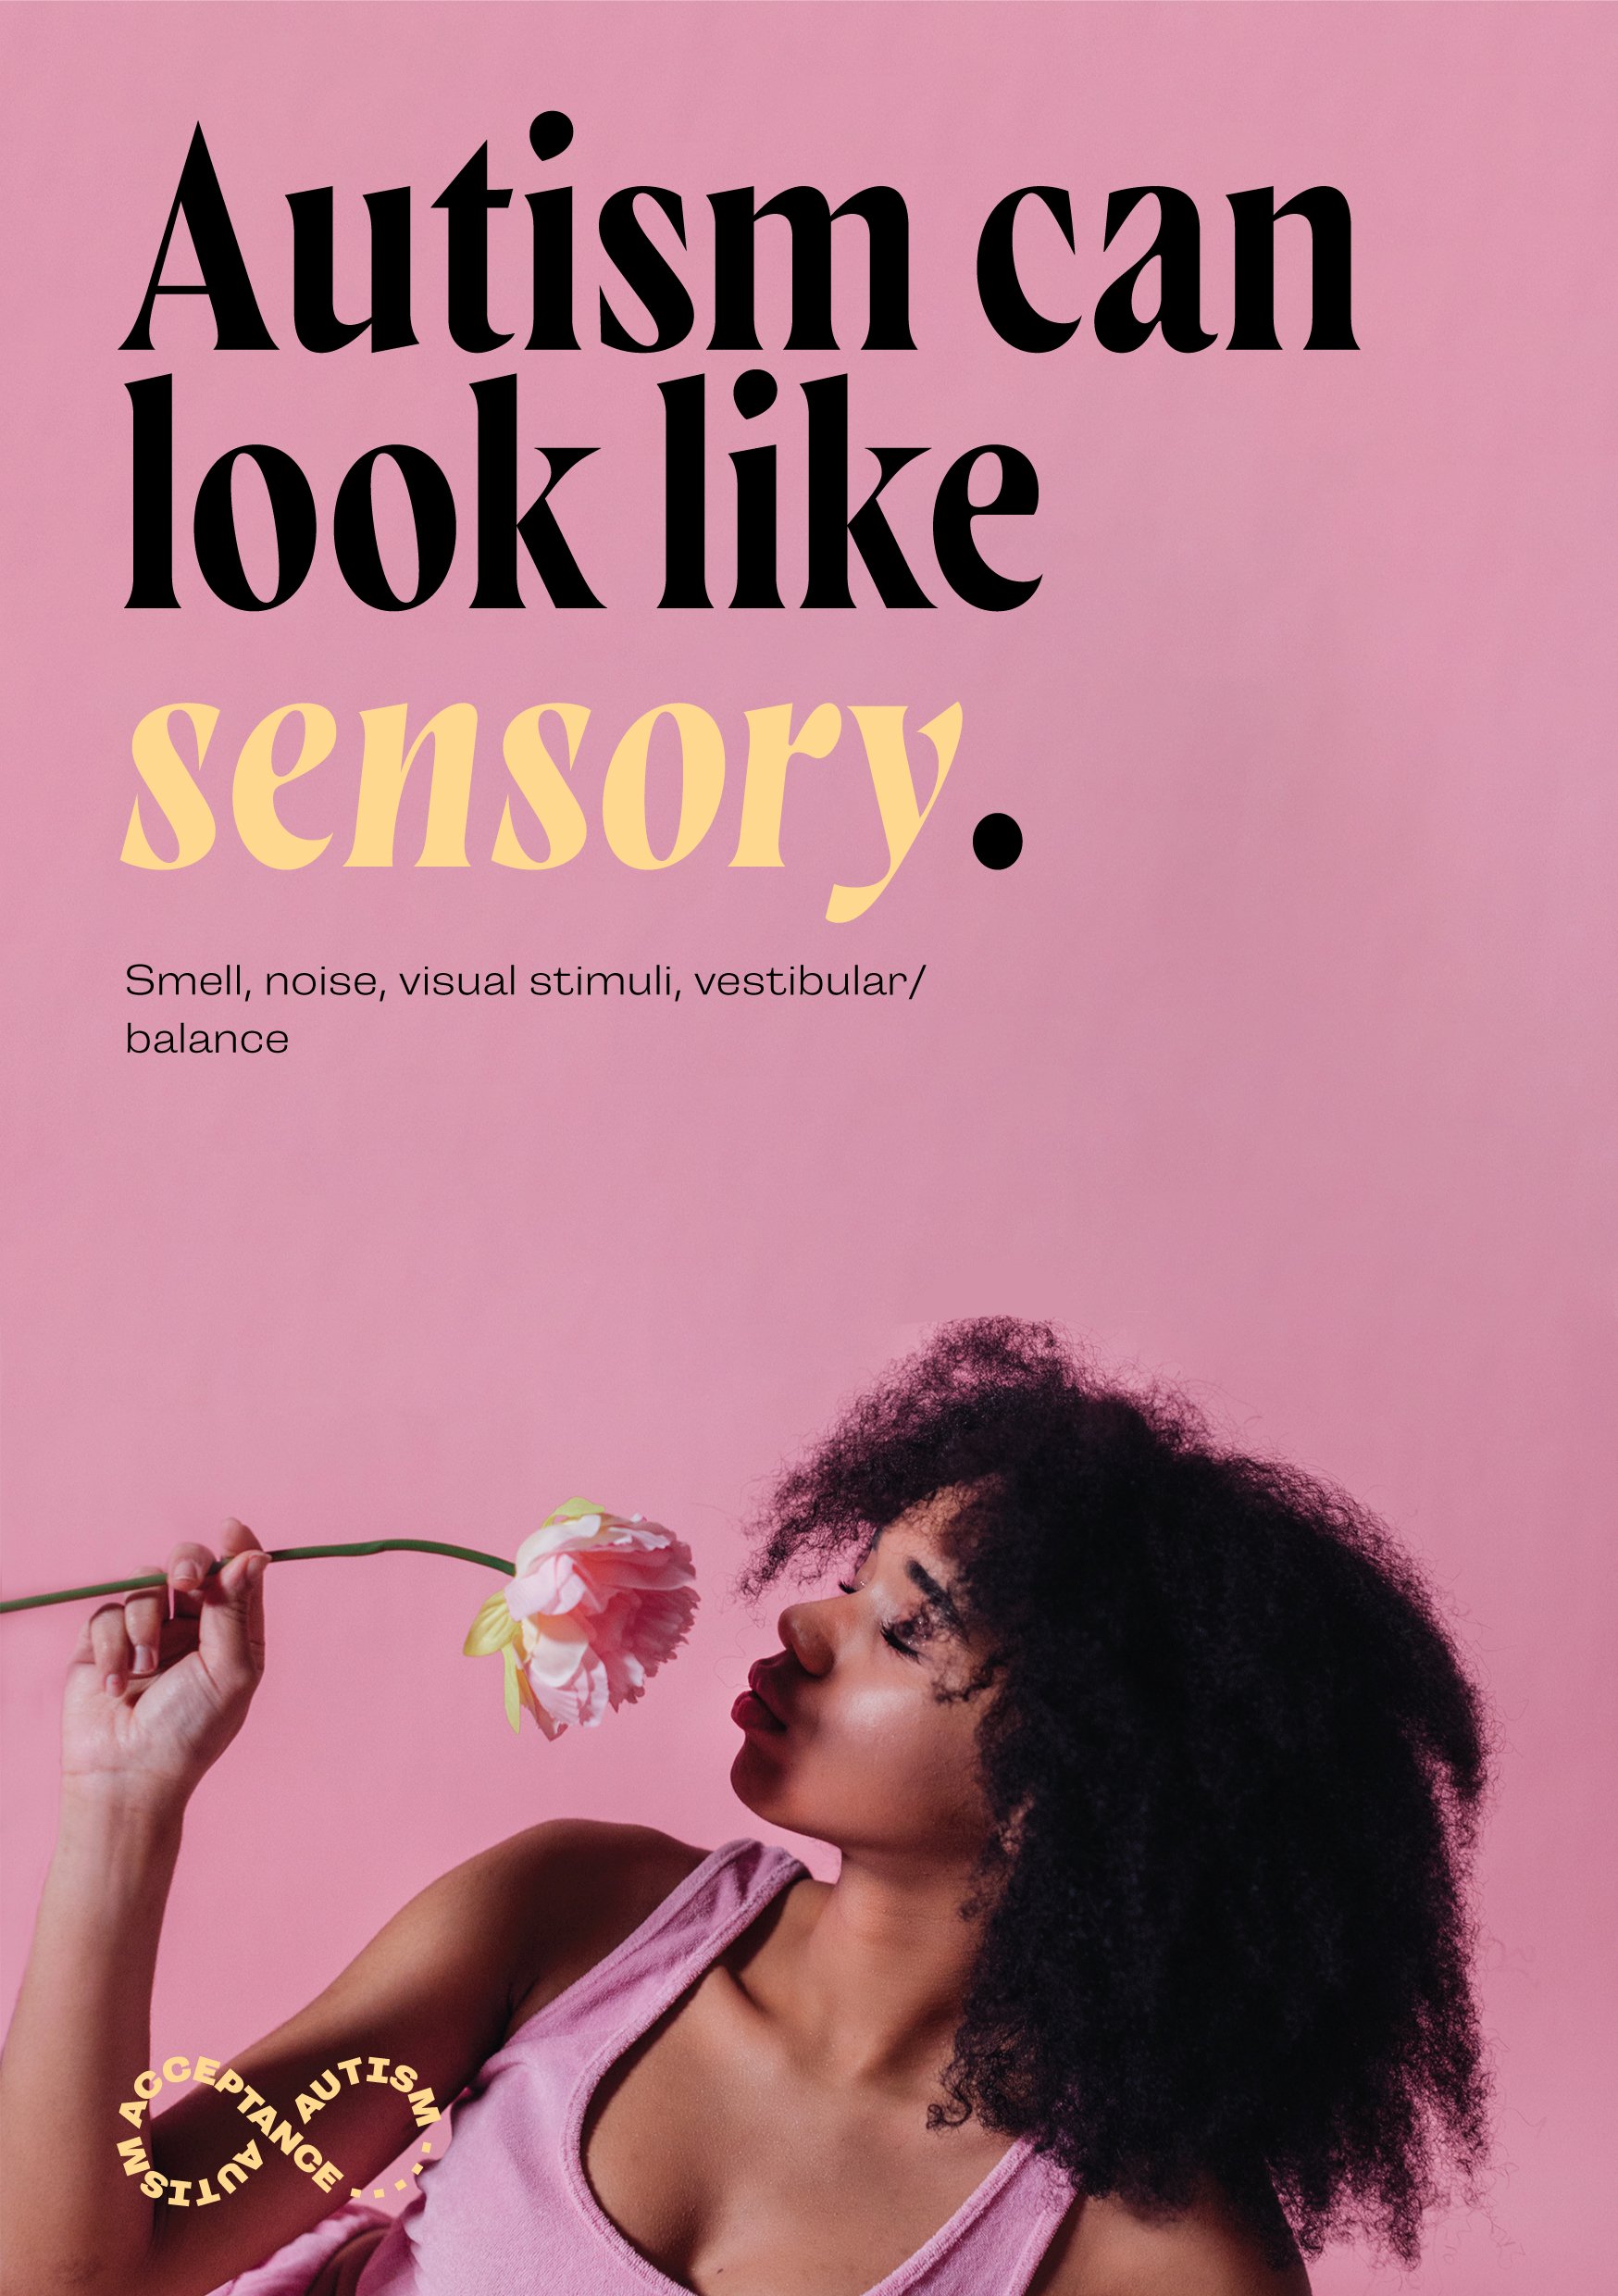 Autism can
look like
sensory.
Smell, noise, visual stimuli, vestibular/
balance
AUTISM ACCEPTANCE .... AUTISM